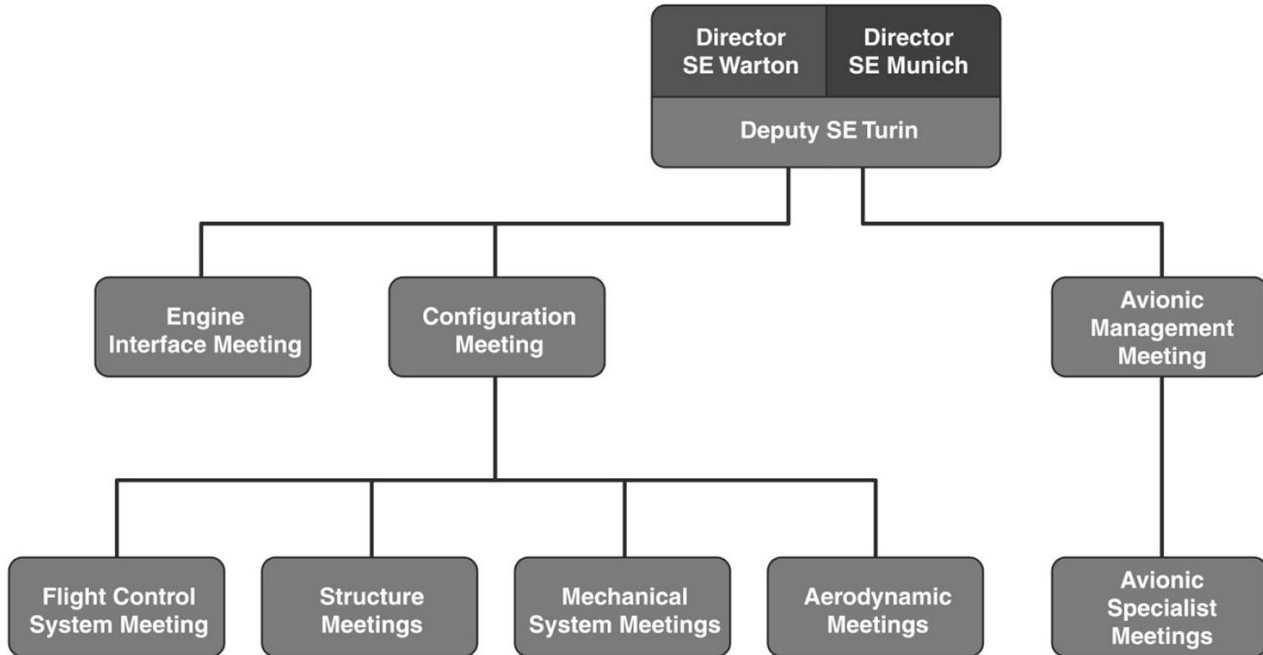 Director
SE Warton
Director
SE Munich
Deputy SE Turin
Engine
Interface Meeting
Configuration
Meeting
Avionic
Management
Meeting
Flight Control
System Meeting
Structure
Meetings
Mechanical
System Meetings
Aerodynamic
Meetings
Avionic
Specialist
Meetings